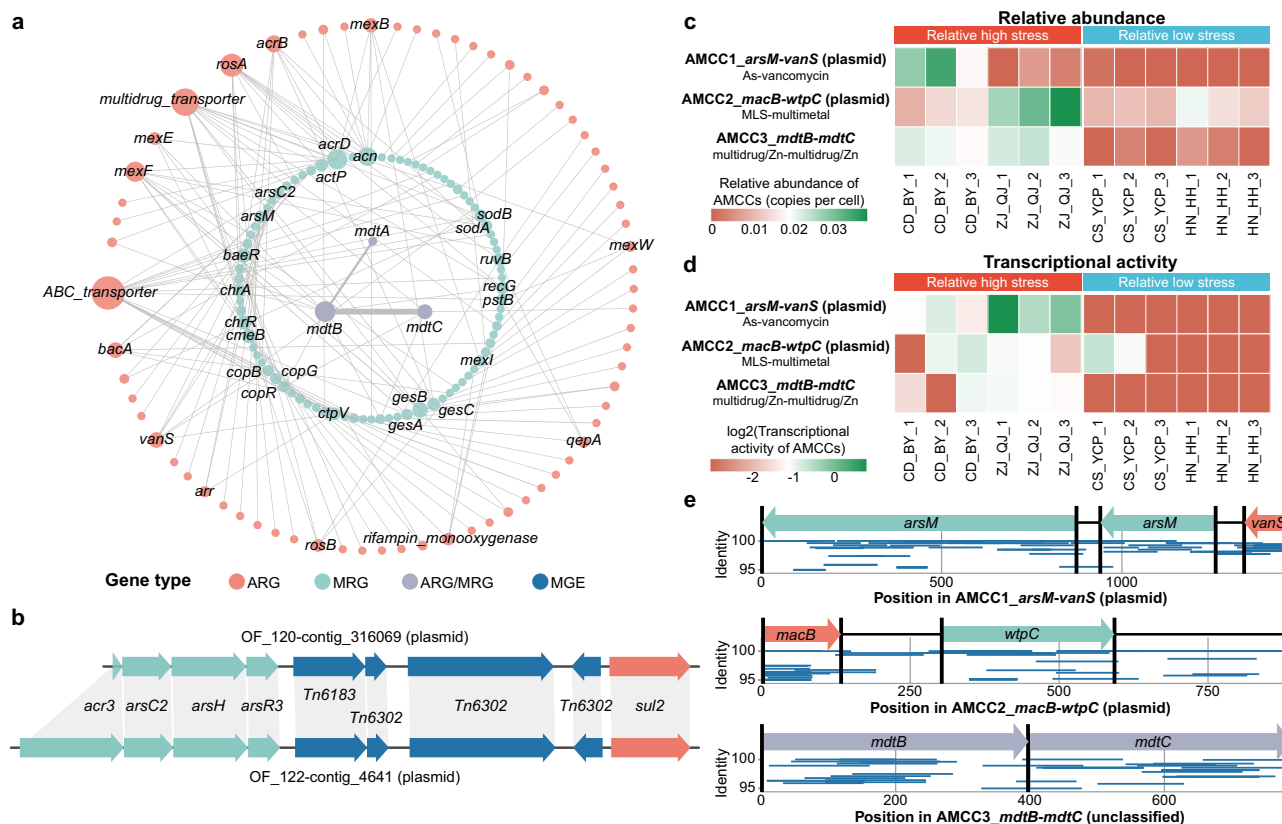 a
mexB
acrB
rosA
multidrug_transporter
mexE
mexF
acrD
acn
actP
arsC2
arsM
sodB
sodA
mdtA
mexW
baeR
ruvB
ABC_transporter
chrA
recG
pstB
mdtB
mdtC
chrR
cmeB
bacA
mexI
copB
copG
copR
gesB
gesC
ctpV
gesA
vanS
qepA
arr
rosB
rifampin_monooxygenase
Gene type
ARG
MRG
ARG/MRG
MGE
b
OF_120-contig_316069 (plasmid)
acr3
arsC2
arsH
arsR3
Tn6183
Tn6302
Tn6302
Tn6302
sul2
OF_122-contig_4641 (plasmid)
c
Relative abundance
Relative high stress
Relative low stress
AMCC1_arsM-vanS (plasmid)
As-vancomycin
AMCC2_macB-wtpC (plasmid)
MLS-multimetal
AMCC3_mdtB-mdtC
multidrug/Zn-multidrug/Zn
Relative abundance of
AMCCs (copies per cell)
0 0.01 0.02 0.03
CD_BY_1
CD_BY_2
CD_BY_3
ZJ_QJ_1
ZJ_QJ_2
ZJ_QJ_3
CS_YCP_1
CS_YCP_2
CS_YCP_3
HN_HH_1
HN_HH_2
HN_HH_3
d
Transcriptional activity
Relative high stress
Relative low stress
AMCC1_arsM-vanS (plasmid)
As-vancomycin
AMCC2_macB-wtpC (plasmid)
MLS-multimetal
AMCC3_mdtB-mdtC
multidrug/Zn-multidrug/Zn
log2(Transcriptional
activity of AMCCs)
-2 -1 0
CD_BY_1
CD_BY_2
CD_BY_3
ZJ_QJ_1
ZJ_QJ_2
ZJ_QJ_3
CS_YCP_1
CS_YCP_2
CS_YCP_3
HN_HH_1
HN_HH_2
HN_HH_3
e
arsM
arsM
vanS
Identity
100
95
0 500 1000
Position in AMCC1_arsM-vanS (plasmid)
macB
wtpC
Identity
100
95
0 250 500 750
Position in AMCC2_macB-wtpC (plasmid)
mdtB
mdtC
Identity
100
95
0 200 400 600
Position in AMCC3_mdtB-mdtC (unclassified)